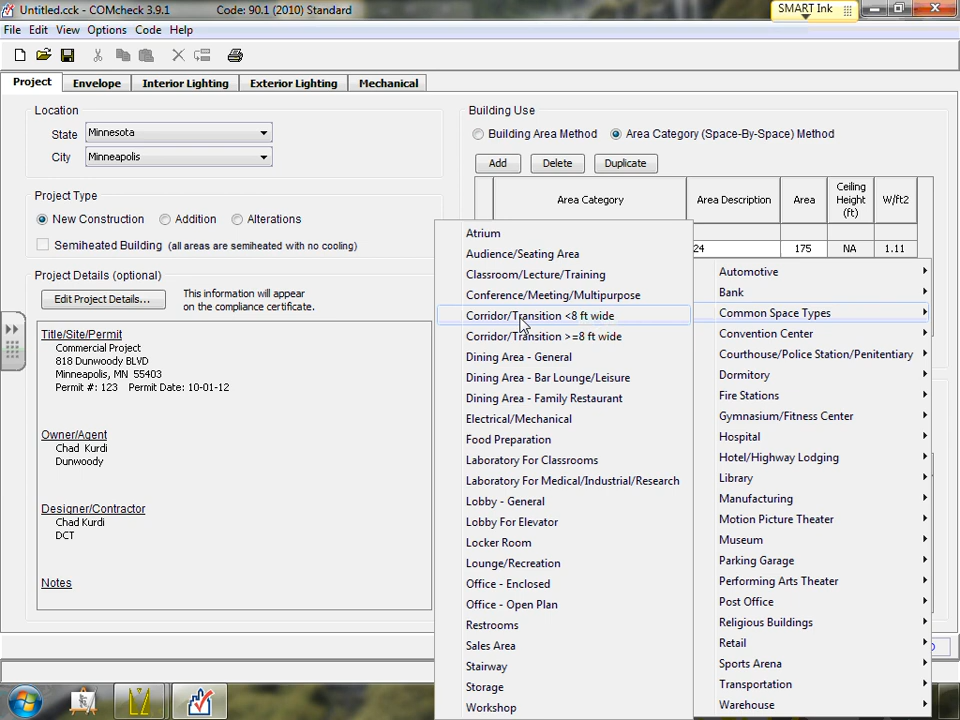 Untitled.cck - COMcheck 3.9.1 Code: 90.1 (2010) Standard
SMART Ink
File Edit View Options Code Help
Project Envelope Interior Lighting Exterior Lighting Mechanical
Location
State Minnesota
City Minneapolis
Project Type
New Construction Addition Alterations
Semiheated Building (all areas are semiheated with no cooling)
Project Details (optional)
Edit Project Details...
This information will appear
on the compliance certificate.
Title/Site/Permit
Commercial Project
818 Dunwoody BLVD
Minneapolis, MN 55403
Permit #: 123 Permit Date: 10-01-12
Owner/Agent
Chad Kurdi
Dunwoody
Designer/Contractor
Chad Kurdi
DCT
Notes
Building Use
Building Area Method Area Category (Space-By-Space) Method
Add Delete Duplicate
Area Category Area Description Area Ceiling Height (ft) W/ft2
24 175 NA 1.11
Atrium
Audience/Seating Area
Classroom/Lecture/Training
Conference/Meeting/Multipurpose
Corridor/Transition <8 ft wide
Corridor/Transition >=8 ft wide
Dining Area - General
Dining Area - Bar Lounge/Leisure
Dining Area - Family Restaurant
Electrical/Mechanical
Food Preparation
Laboratory For Classrooms
Laboratory For Medical/Industrial/Research
Lobby - General
Lobby For Elevator
Locker Room
Lounge/Recreation
Office - Enclosed
Office - Open Plan
Restrooms
Sales Area
Stairway
Storage
Workshop
Automotive
Bank
Common Space Types
Convention Center
Courthouse/Police Station/Penitentiary
Dormitory
Fire Stations
Gymnasium/Fitness Center
Hospital
Hotel/Highway Lodging
Library
Manufacturing
Motion Picture Theater
Museum
Parking Garage
Performing Arts Theater
Post Office
Religious Buildings
Retail
Sports Arena
Transportation
Warehouse